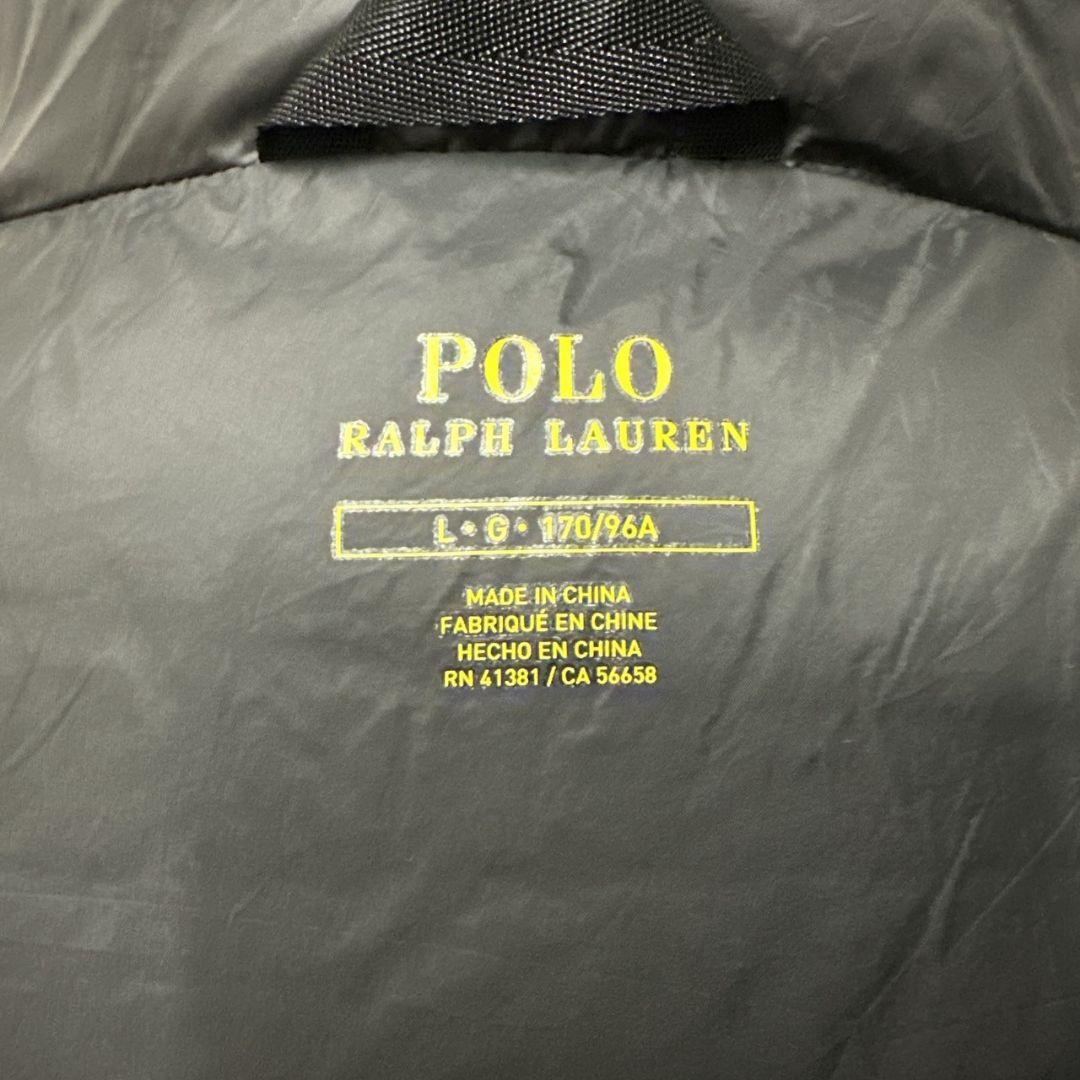 POLO
RALPH LAUREN
L • G • 170/96A
MADE IN CHINA
FABRIQUÉ EN CHINE
HECHO EN CHINA
RN 41381 / CA 56658